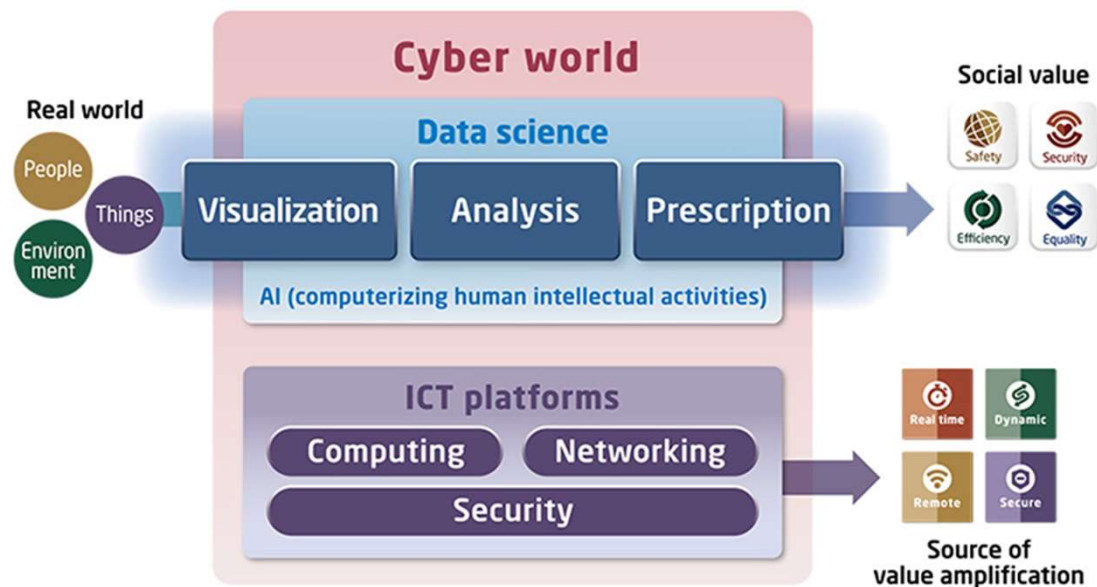 Cyber world
Real world
People
Things
Environ
ment
Data science
Visualization
Analysis
Prescription
AI (computerizing human intellectual activities)
Social value
Safety
Security
Efficiency
Equality
ICT platforms
Computing
Networking
Security
Real time
Dynamic
Remote
Secure
Source of
value amplification